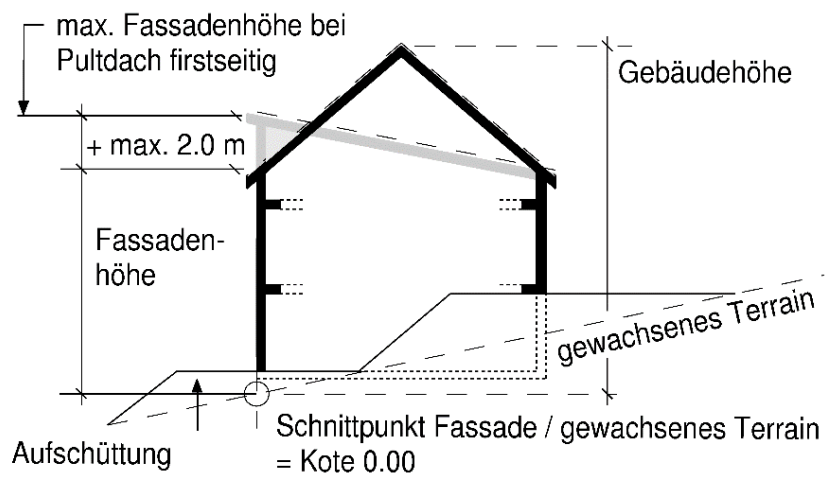 max. Fassadenhöhe bei
Pultdach firstseitig
Gebäudehöhe
+ max. 2.0 m
Fassaden-
höhe
gewachsenes Terrain
Schnittpunkt Fassade / gewachsenes Terrain
= Kote 0.00
Aufschüttung